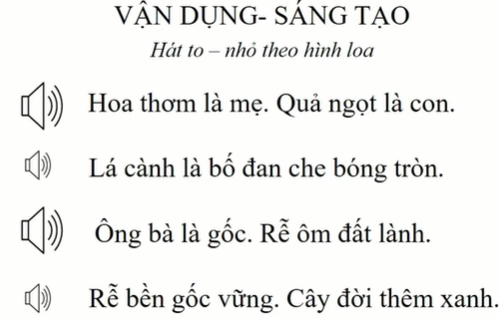 VẬN DỤNG- SÁNG TẠO
Hát to – nhỏ theo hình loa
Hoa thơm là mẹ. Quả ngọt là con.
Lá cành là bố đan che bóng tròn.
Ông bà là gốc. Rễ ôm đất lành.
Rễ bền gốc vững. Cây đời thêm xanh.